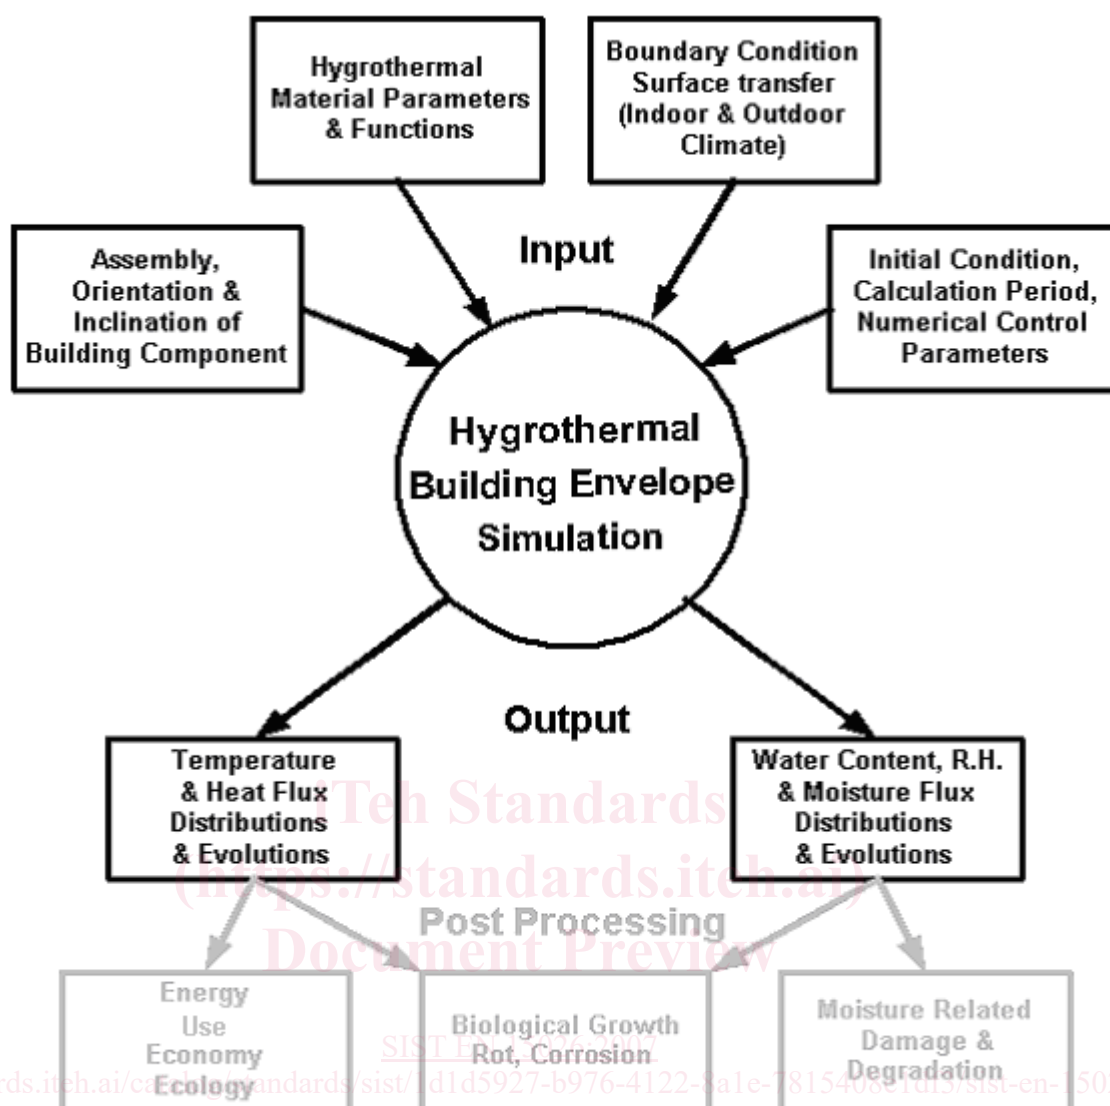 Hygrothermal
Material Parameters
& Functions
Boundary Condition
Surface transfer
(Indoor & Outdoor
Climate)
Assembly,
Orientation &
Inclination of
Building Component
Input
Initial Condition,
Calculation Period,
Numerical Control
Parameters
Hygrothermal
Building Envelope
Simulation
Output
Temperature
& Heat Flux
Distributions
& Evolutions
Water Content, R.H.
& Moisture Flux
Distributions
& Evolutions
iTeh Standards
(https://standards.iteh.ai)
Document Preview
Post Processing
Energy
Use
Economy
Ecology
Biological Growth
Rot, Corrosion
Moisture Related
Damage &
Degradation
SIST EN 15026:2007